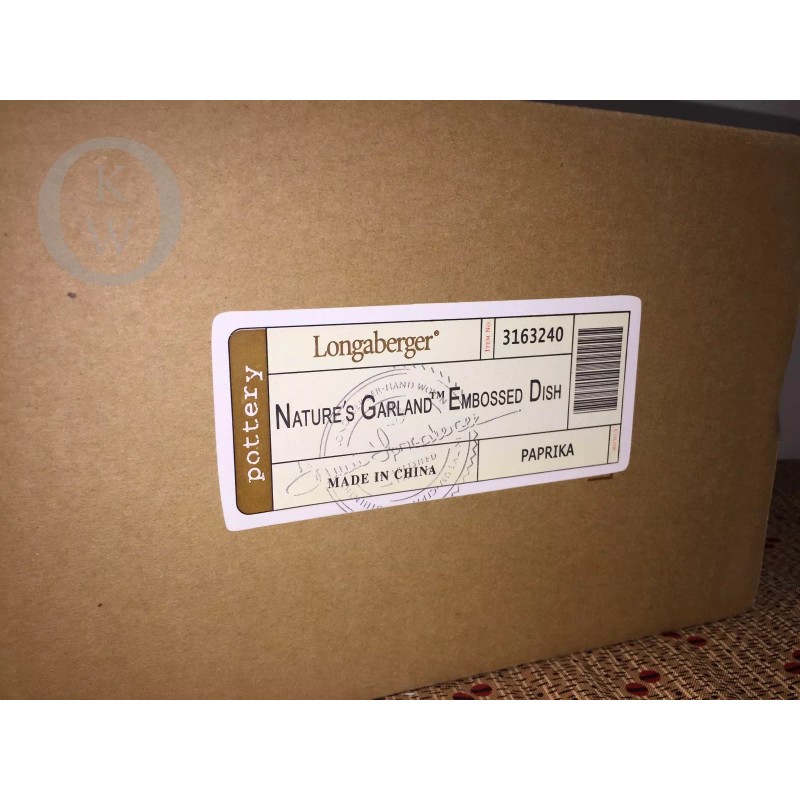 K
W
pottery
Longaberger®
ITEM No.
3163240
NATURE'S GARLAND™ EMBOSSED DISH
MADE IN CHINA
PAPRIKA